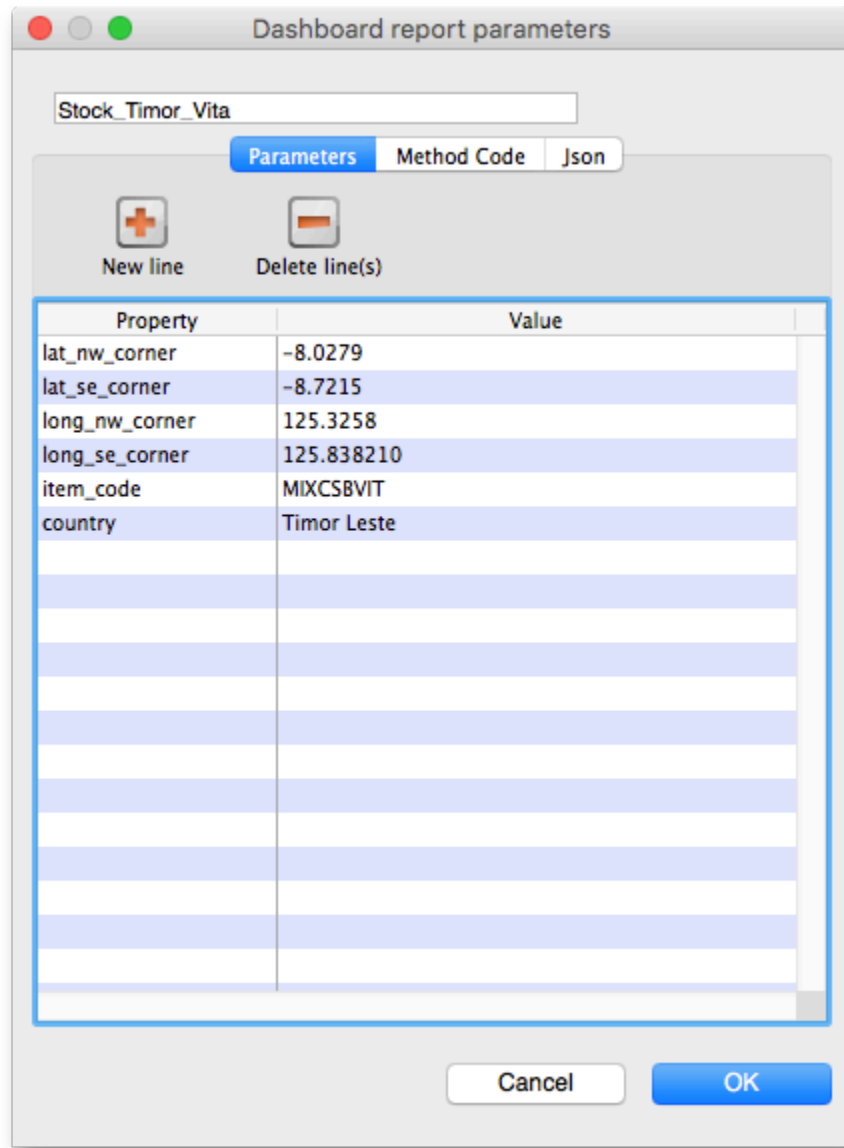 Dashboard report parameters
Stock_Timor_Vita
Parameters Method Code Json
New line Delete line(s)
Property Value
lat_nw_corner -8.0279
lat_se_corner -8.7215
long_nw_corner 125.3258
long_se_corner 125.838210
item_code MIXCSBVIT
country Timor Leste
Cancel OK